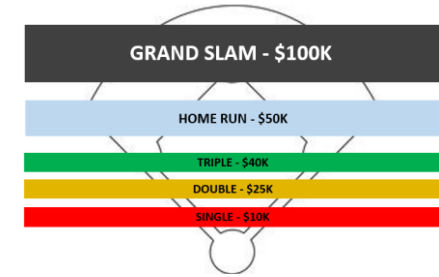 GRAND SLAM - $100K
HOME RUN - $50K
TRIPLE - $40K
DOUBLE - $25K
SINGLE - $10K